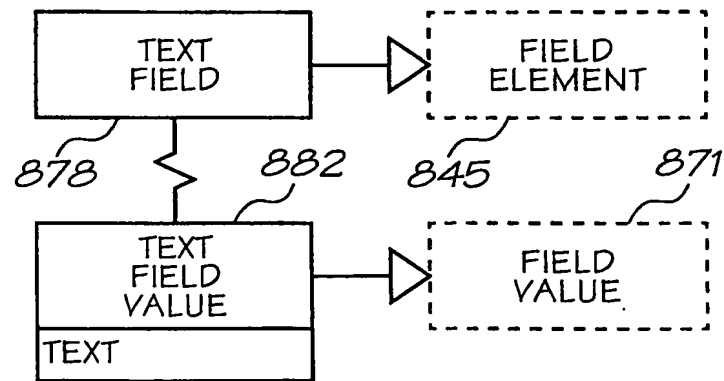 TEXT
FIELD
FIELD
ELEMENT
878
882
845
871
TEXT
FIELD
VALUE
FIELD
VALUE
TEXT